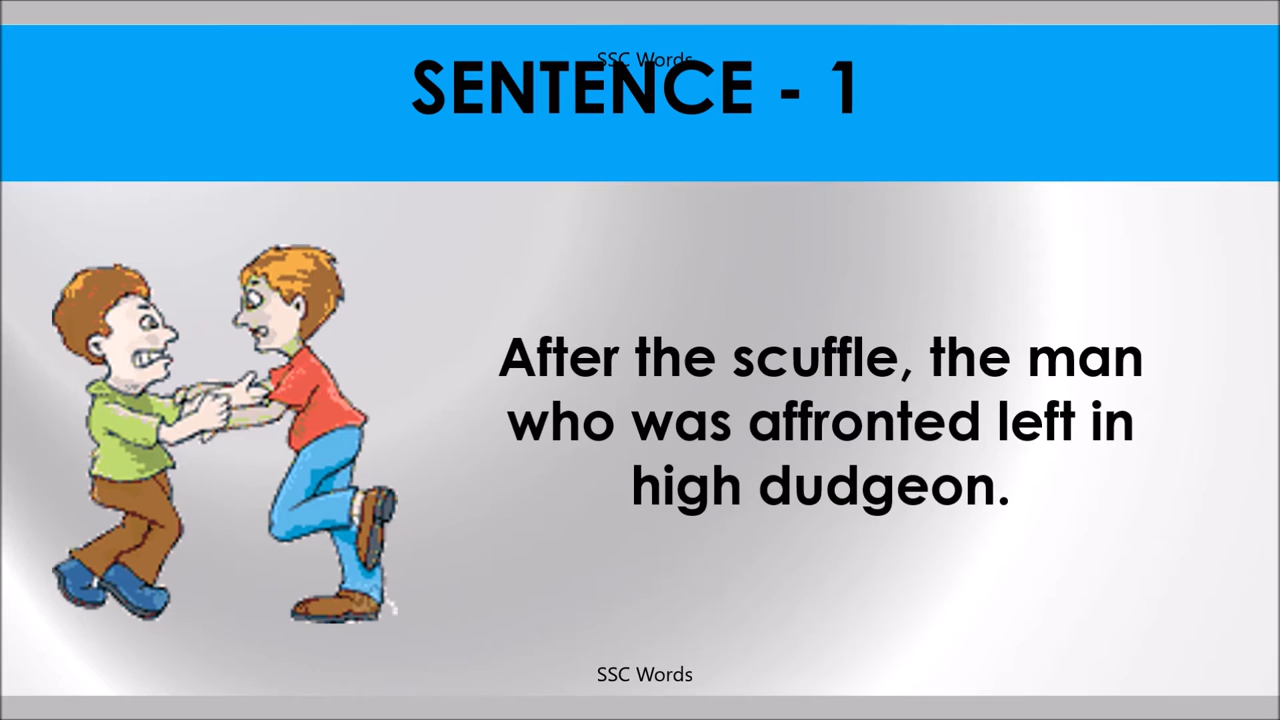 SSC Words
SENTENCE - 1
After the scuffle, the man
who was affronted left in
high dudgeon.
SSC Words